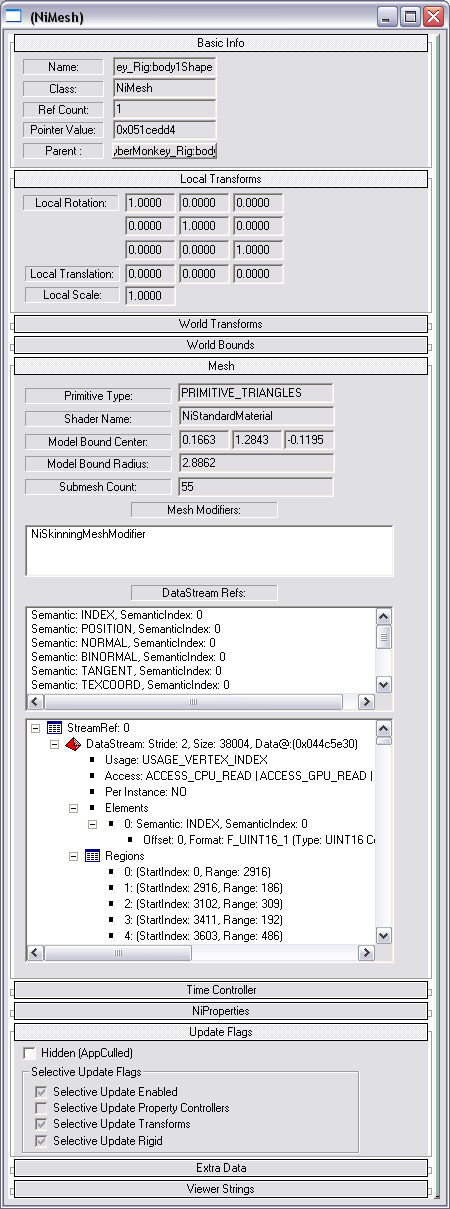 (NiMesh)
Basic Info
Name: ey_Rig:body1Shape
Class: NiMesh
Ref Count: 1
Pointer Value: 0x051cedd4
Parent : yberMonkey_Rig:bod
Local Transforms
Local Rotation: 1.0000 0.0000 0.0000
0.0000 1.0000 0.0000
0.0000 0.0000 1.0000
Local Translation: 0.0000 0.0000 0.0000
Local Scale: 1.0000
World Transforms
World Bounds
Mesh
Primitive Type: PRIMITIVE_TRIANGLES
Shader Name: NiStandardMaterial
Model Bound Center: 0.1663 1.2843 -0.1195
Model Bound Radius: 2.8862
Submesh Count: 55
Mesh Modifiers:
NiSkinningMeshModifier
DataStream Refs:
Semantic: INDEX, SemanticIndex: 0
Semantic: POSITION, SemanticIndex: 0
Semantic: NORMAL, SemanticIndex: 0
Semantic: BINORMAL, SemanticIndex: 0
Semantic: TANGENT, SemanticIndex: 0
Semantic: TEXCOORD, SemanticIndex: 0
StreamRef: 0
DataStream: Stride: 2, Size: 38004, Data@:(0x044c5e30)
Usage: USAGE_VERTEX_INDEX
Access: ACCESS_CPU_READ | ACCESS_GPU_READ |
Per Instance: NO
Elements
0: Semantic: INDEX, SemanticIndex: 0
Offset: 0, Format: F_UINT16_1 (Type: UINT16 Co
Regions
0: (StartIndex: 0, Range: 2916)
1: (StartIndex: 2916, Range: 186)
2: (StartIndex: 3102, Range: 309)
3: (StartIndex: 3411, Range: 192)
4: (StartIndex: 3603, Range: 486)
Time Controller
NiProperties
Update Flags
Hidden (AppCulled)
Selective Update Flags
Selective Update Enabled
Selective Update Property Controllers
Selective Update Transforms
Selective Update Rigid
Extra Data
Viewer Strings